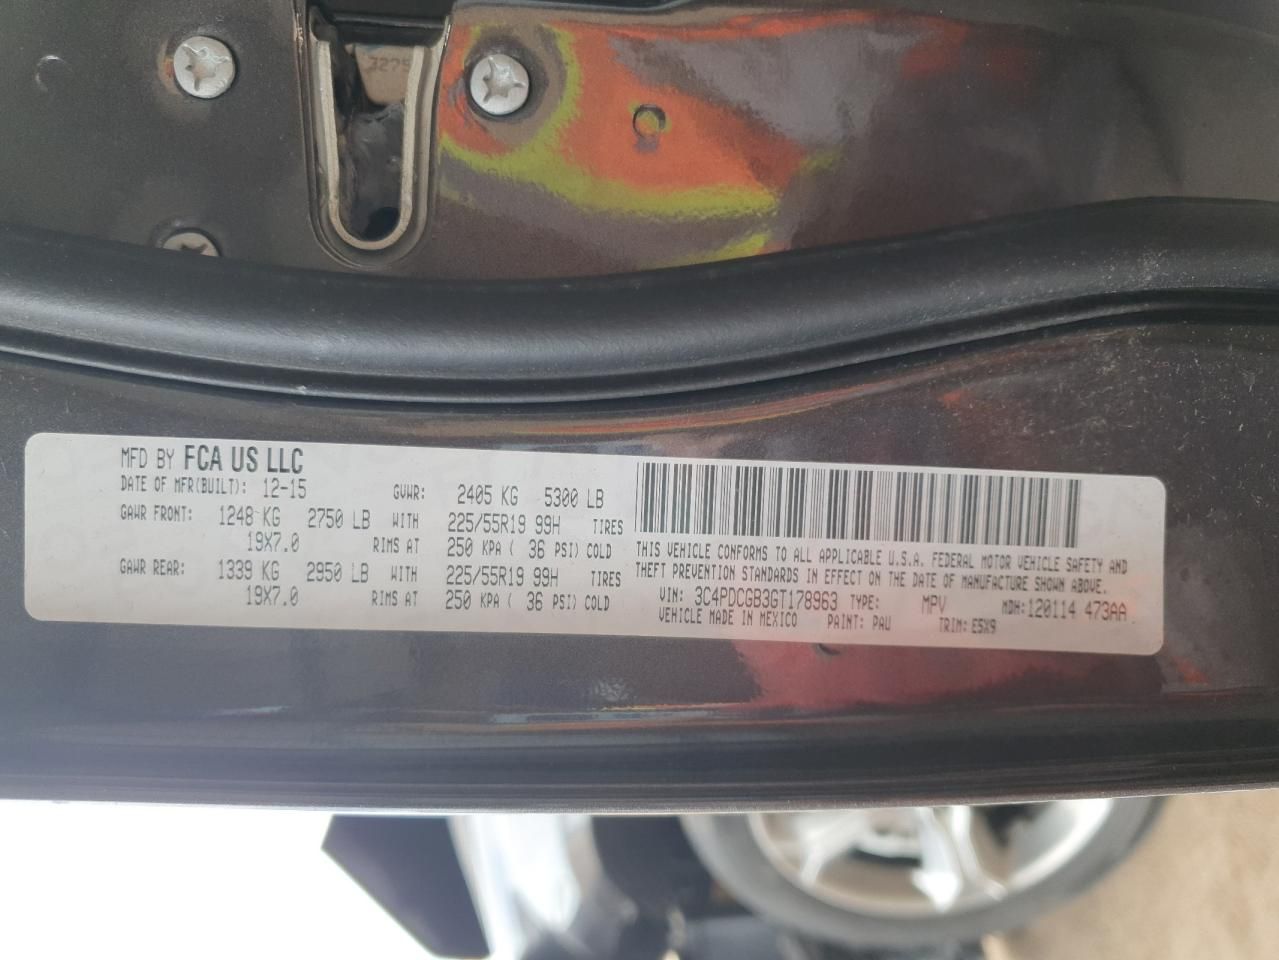 3275
MFD BY FCA US LLC
DATE OF MFR(BUILT): 12-15 GVWR: 2405 KG 5300 LB
GAWR FRONT: 1248 KG 2750 LB WITH 225/55R19 99H TIRES
19X7.0 RIMS AT 250 KPA ( 36 PSI) COLD
GAWR REAR: 1339 KG 2950 LB WITH 225/55R19 99H TIRES
19X7.0 RIMS AT 250 KPA ( 36 PSI) COLD
THIS VEHICLE CONFORMS TO ALL APPLICABLE U.S.A. FEDERAL MOTOR VEHICLE SAFETY AND
THEFT PREVENTION STANDARDS IN EFFECT ON THE DATE OF MANUFACTURE SHOWN ABOVE.
VIN: 3C4PDCGB3GT178963 TYPE: MPV MDH: 120114 473AA
VEHICLE MADE IN MEXICO PAINT: PAU TRIM: E5X9